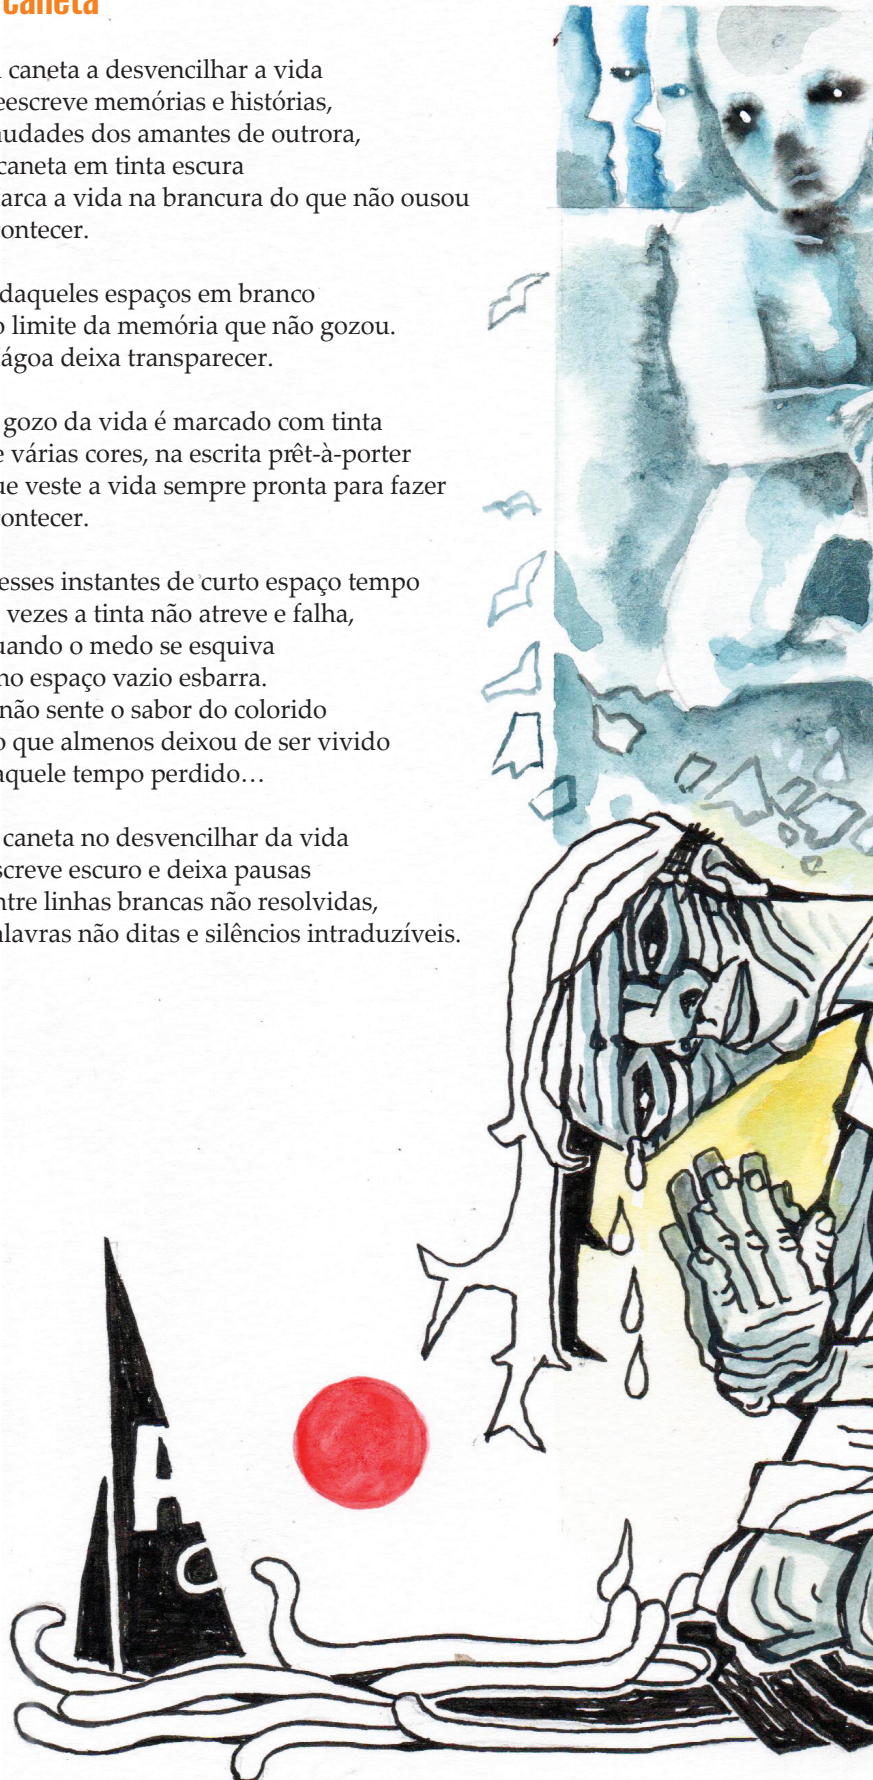 caneta
caneta a desvencilhar a vida
eescreve memórias e histórias,
audades dos amantes de outrora,
caneta em tinta escura
arca a vida na brancura do que não ousou
contecer.
daqueles espaços em branco
o limite da memória que não gozou.
ágoa deixa transparecer.
gozo da vida é marcado com tinta
e várias cores, na escrita prêt-à-porter
ue veste a vida sempre pronta para fazer
contecer.
esses instantes de curto espaço tempo
vezes a tinta não atreve e falha,
uando o medo se esquiva
no espaço vazio esbarra.
não sente o sabor do colorido
o que almenos deixou de ser vivido
aquele tempo perdido…
caneta no desvencilhar da vida
screve escuro e deixa pausas
ntre linhas brancas não resolvidas,
alavras não ditas e silêncios intraduzíveis.